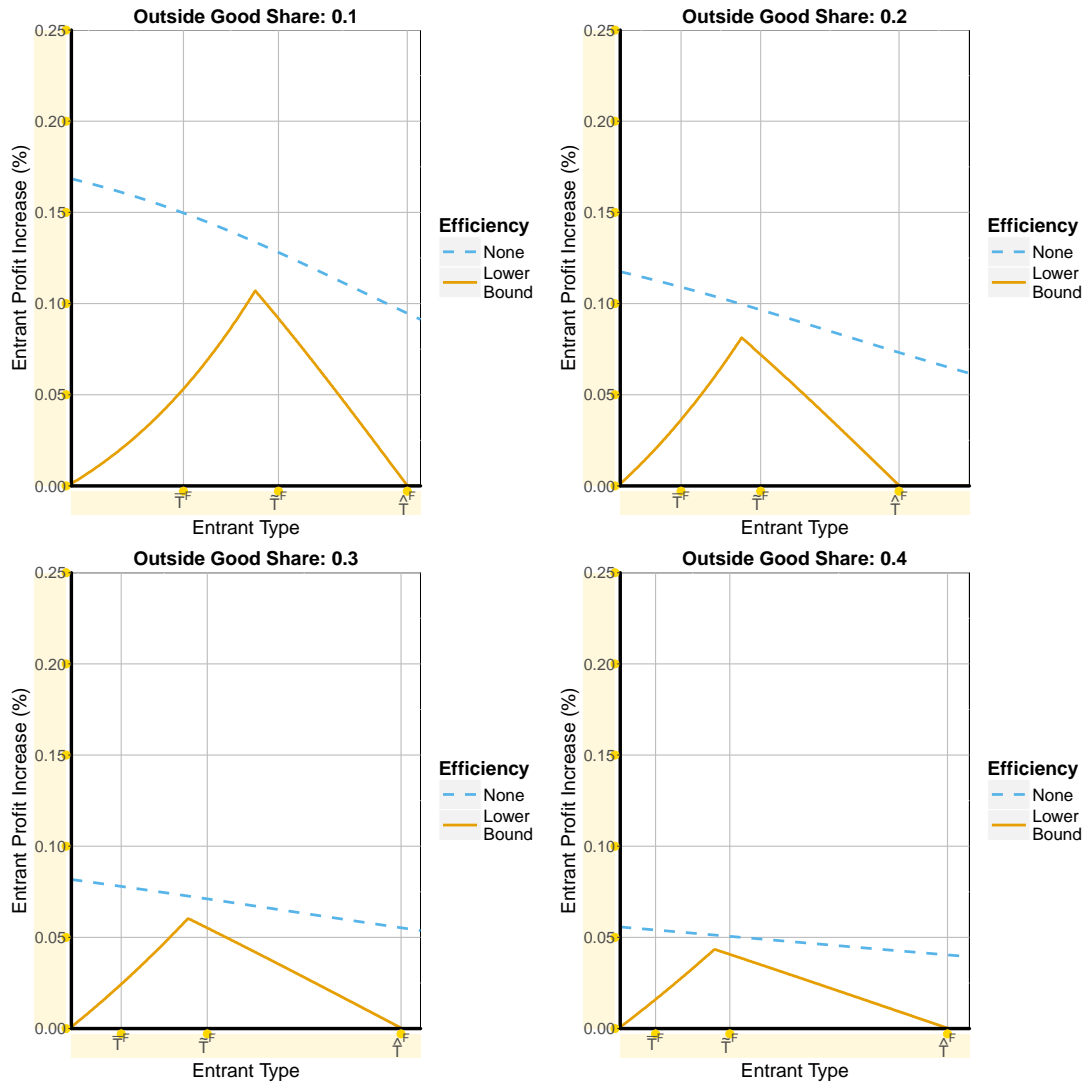 Outside Good Share: 0.1
Entrant Profit Increase (%)
0.25
0.20
0.15
0.10
0.05
0.00
T̿ᶠ
T̃ᶠ
T̂ᶠ
Entrant Type
Efficiency
None
Lower
Bound
Outside Good Share: 0.2
Entrant Profit Increase (%)
0.25
0.20
0.15
0.10
0.05
0.00
T̿ᶠ
T̃ᶠ
T̂ᶠ
Entrant Type
Efficiency
None
Lower
Bound
Outside Good Share: 0.3
Entrant Profit Increase (%)
0.25
0.20
0.15
0.10
0.05
0.00
T̿ᶠ
T̃ᶠ
T̂ᶠ
Entrant Type
Efficiency
None
Lower
Bound
Outside Good Share: 0.4
Entrant Profit Increase (%)
0.25
0.20
0.15
0.10
0.05
0.00
T̿ᶠ
T̃ᶠ
T̂ᶠ
Entrant Type
Efficiency
None
Lower
Bound